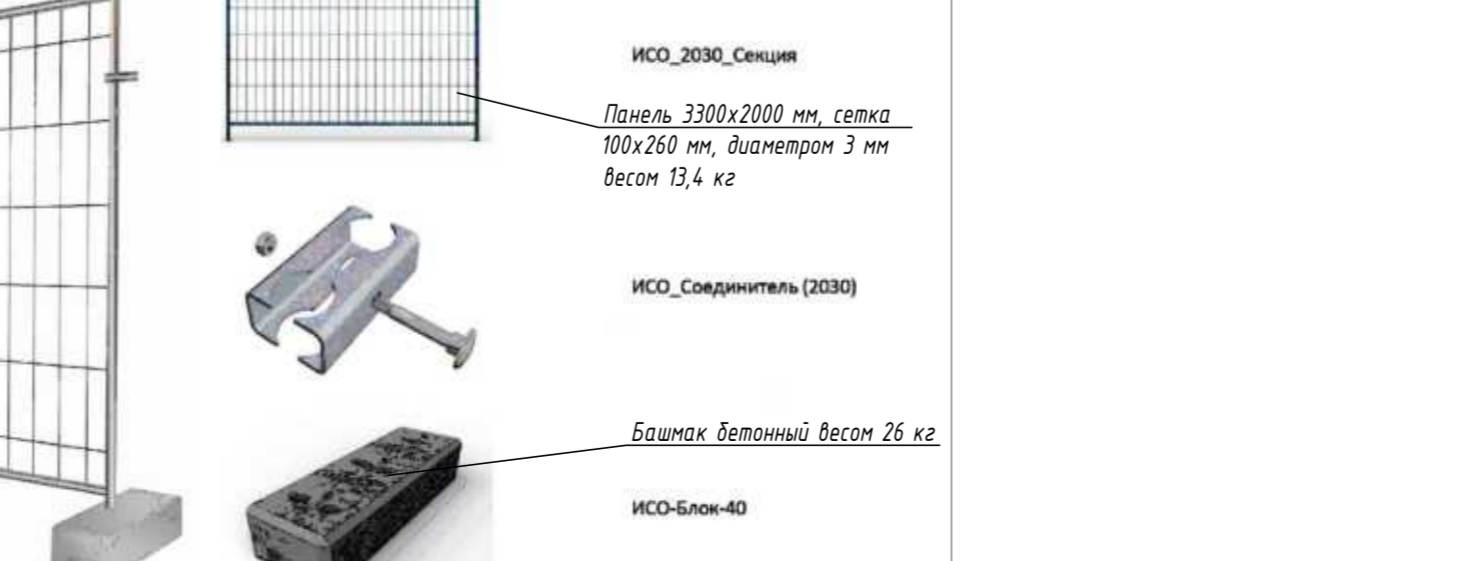 ИСО_2030_Секция
Панель 3300х2000 мм, сетка
100х260 мм, диаметром 3 мм
весом 13,4 кг
ИСО_Соединитель (2030)
Башмак бетонный весом 26 кг
ИСО-Блок-40